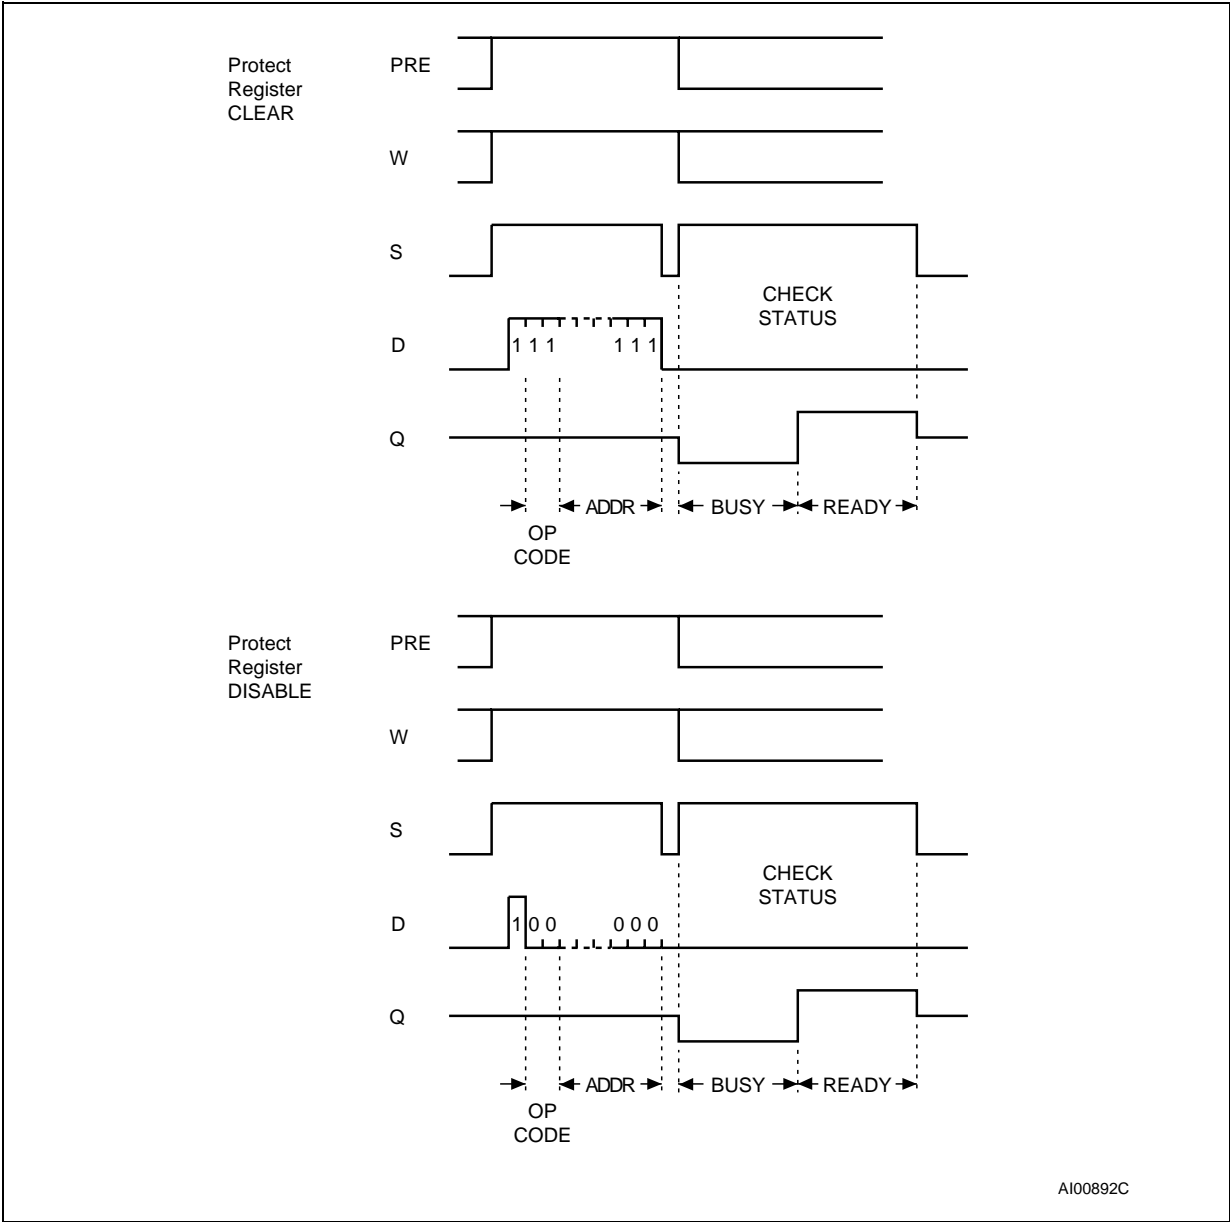 Protect
Register
CLEAR
PRE
W
S
CHECK
STATUS
D
1 1 1 1 1 1
Q
ADDR BUSY READY
OP
CODE
Protect
Register
DISABLE
PRE
W
S
CHECK
STATUS
D
1 0 0 0 0 0
Q
ADDR BUSY READY
OP
CODE
AI00892C